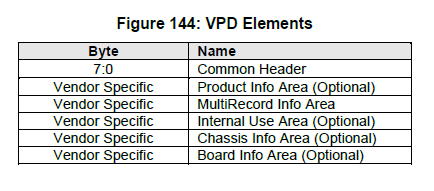 Figure 144: VPD Elements
Byte Name
7:0 Common Header
Vendor Specific Product Info Area (Optional)
Vendor Specific MultiRecord Info Area
Vendor Specific Internal Use Area (Optional)
Vendor Specific Chassis Info Area (Optional)
Vendor Specific Board Info Area (Optional)